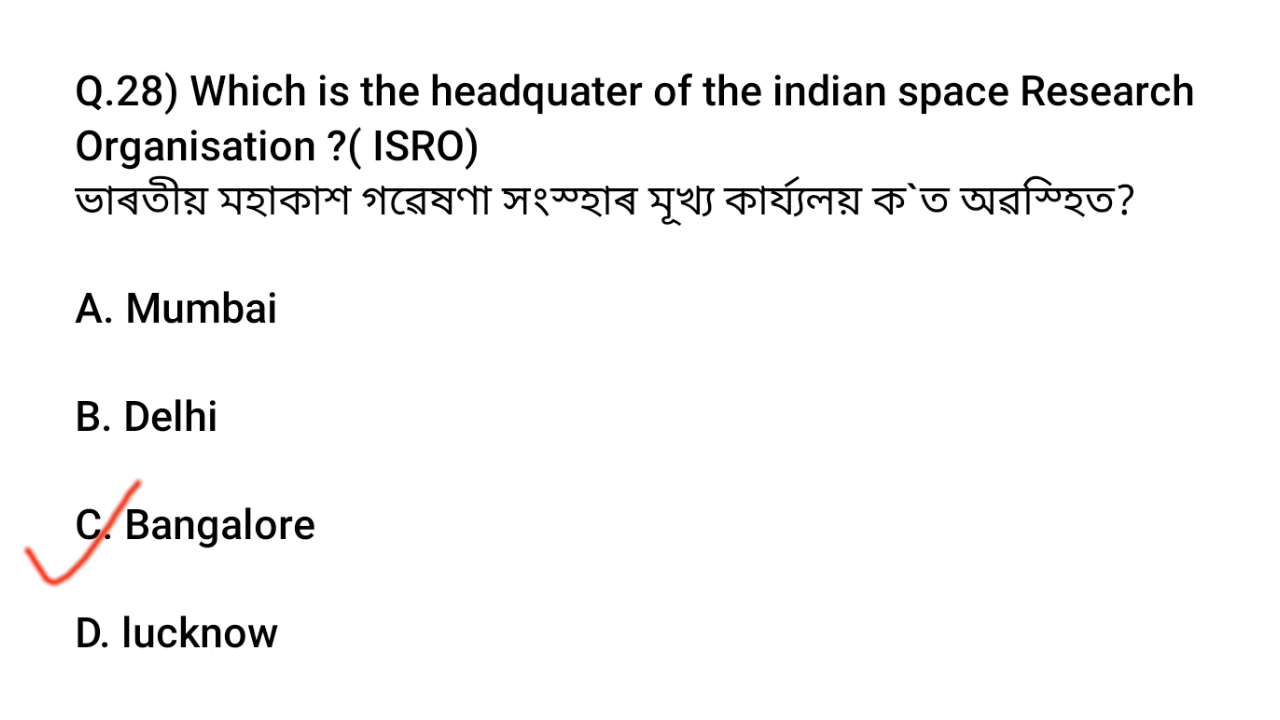 Q.28) Which is the headquater of the indian space Research
Organisation ?( ISRO)
ভাৰতীয় মহাকাশ গৱেষণা সংস্হাৰ মূখ্য কাৰ্য্যলয় ক`ত অৱস্হিত?
A. Mumbai
B. Delhi
C. Bangalore
D. lucknow